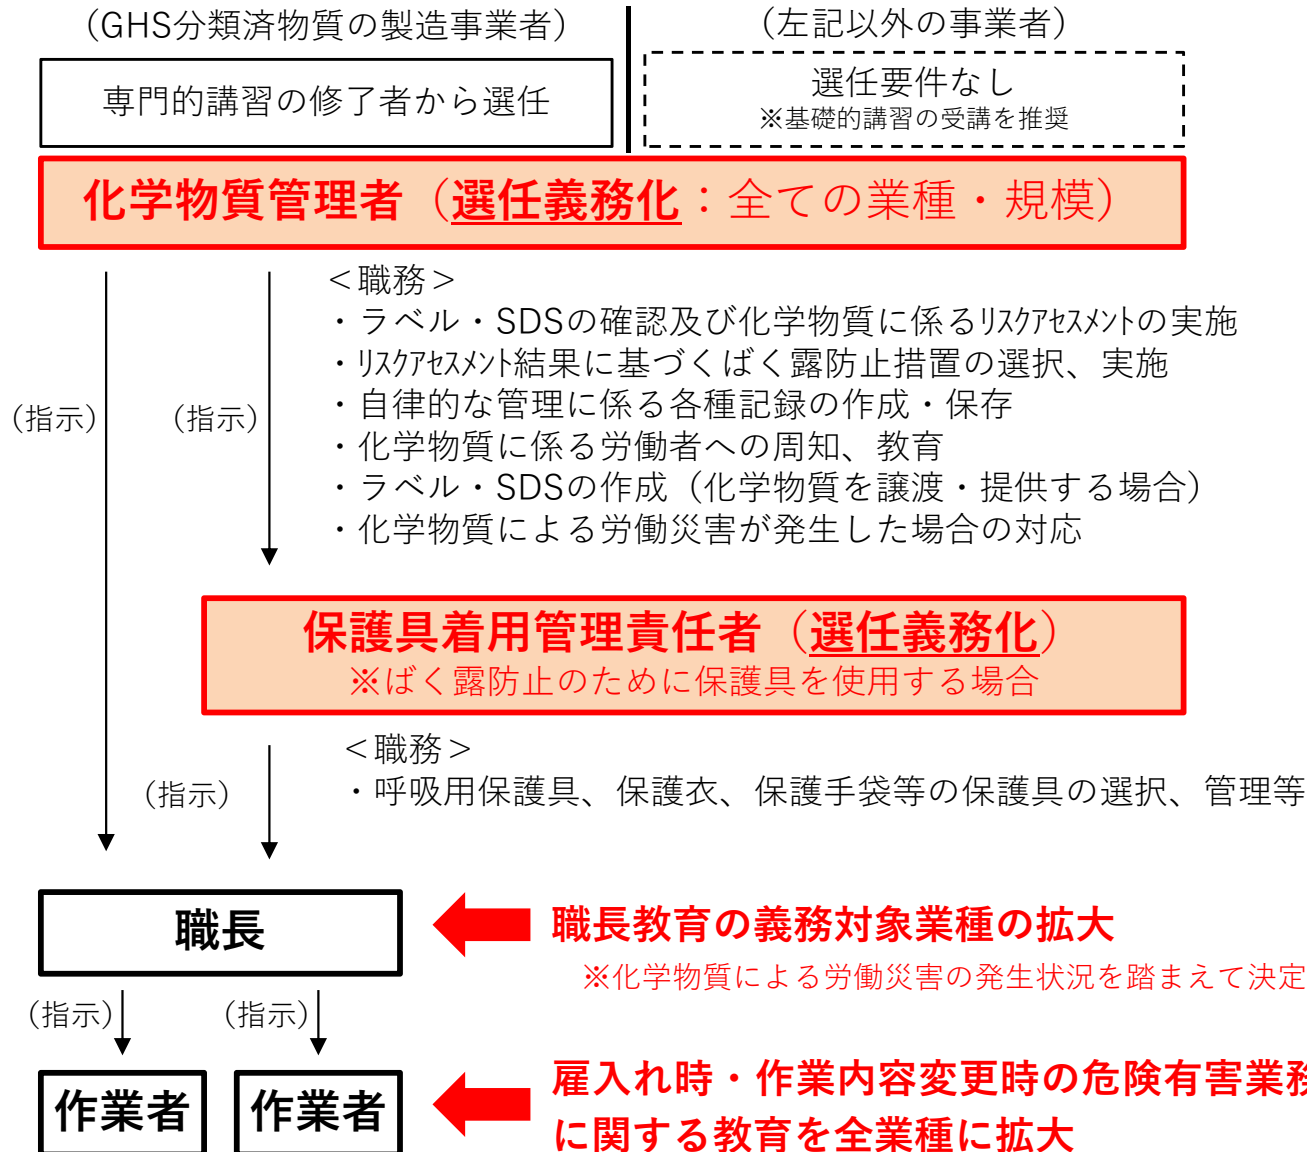 （GHS分類済物質の製造事業者）
（左記以外の事業者）
専門的講習の修了者から選任
選任要件なし
※基礎的講習の受講を推奨
化学物質管理者（選任義務化：全ての業種・規模）
＜職務＞
・ラベル・SDSの確認及び化学物質に係るﾘｽｸｱｾｽﾒﾝﾄの実施
・ﾘｽｸｱｾｽﾒﾝﾄ結果に基づくばく露防止措置の選択、実施
・自律的な管理に係る各種記録の作成・保存
・化学物質に係る労働者への周知、教育
・ラベル・SDSの作成（化学物質を譲渡・提供する場合）
・化学物質による労働災害が発生した場合の対応
（指示）
（指示）
保護具着用管理責任者（選任義務化）
※ばく露防止のために保護具を使用する場合
＜職務＞
・呼吸用保護具、保護衣、保護手袋等の保護具の選択、管理等
（指示）
職長
職長教育の義務対象業種の拡大
※化学物質による労働災害の発生状況を踏まえて決定
（指示）
（指示）
作業者
作業者
雇入れ時・作業内容変更時の危険有害業務
に関する教育を全業種に拡大